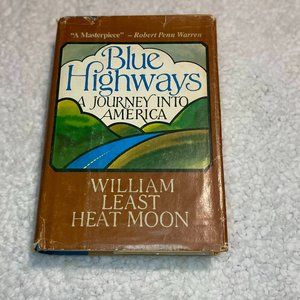 "A Masterpiece" – Robert Penn Warren
Blue
Highways
A JOURNEY INTO
AMERICA
WILLIAM
LEAST
HEAT MOON